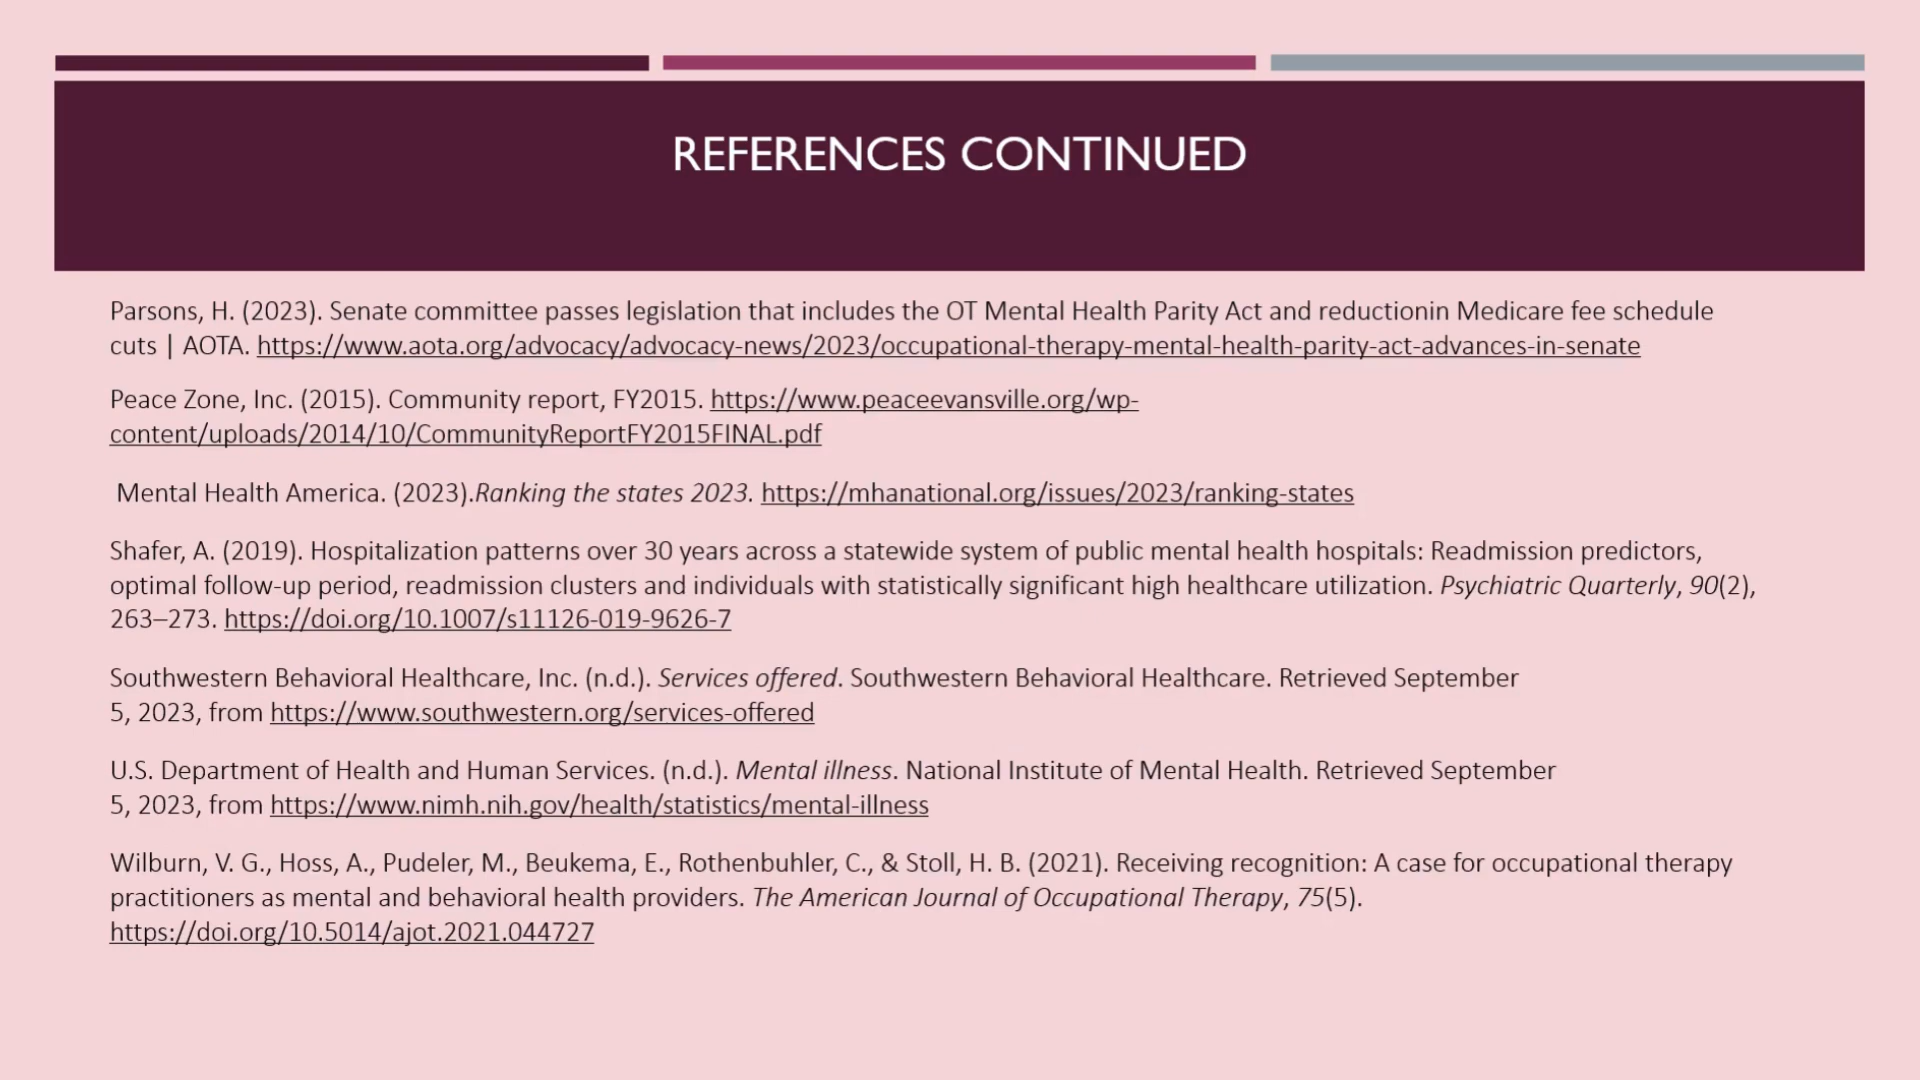 REFERENCES CONTINUED
Parsons, H. (2023). Senate committee passes legislation that includes the OT Mental Health Parity Act and reductionin Medicare fee schedule
cuts | AOTA. https://www.aota.org/advocacy/advocacy-news/2023/occupational-therapy-mental-health-parity-act-advances-in-senate
Peace Zone, Inc. (2015). Community report, FY2015. https://www.peaceevansville.org/wp-
content/uploads/2014/10/CommunityReportFY2015FINAL.pdf
Mental Health America. (2023).Ranking the states 2023. https://mhanational.org/issues/2023/ranking-states
Shafer, A. (2019). Hospitalization patterns over 30 years across a statewide system of public mental health hospitals: Readmission predictors,
optimal follow-up period, readmission clusters and individuals with statistically significant high healthcare utilization. Psychiatric Quarterly, 90(2),
263–273. https://doi.org/10.1007/s11126-019-9626-7
Southwestern Behavioral Healthcare, Inc. (n.d.). Services offered. Southwestern Behavioral Healthcare. Retrieved September
5, 2023, from https://www.southwestern.org/services-offered
U.S. Department of Health and Human Services. (n.d.). Mental illness. National Institute of Mental Health. Retrieved September
5, 2023, from https://www.nimh.nih.gov/health/statistics/mental-illness
Wilburn, V. G., Hoss, A., Pudeler, M., Beukema, E., Rothenbuhler, C., & Stoll, H. B. (2021). Receiving recognition: A case for occupational therapy
practitioners as mental and behavioral health providers. The American Journal of Occupational Therapy, 75(5).
https://doi.org/10.5014/ajot.2021.044727